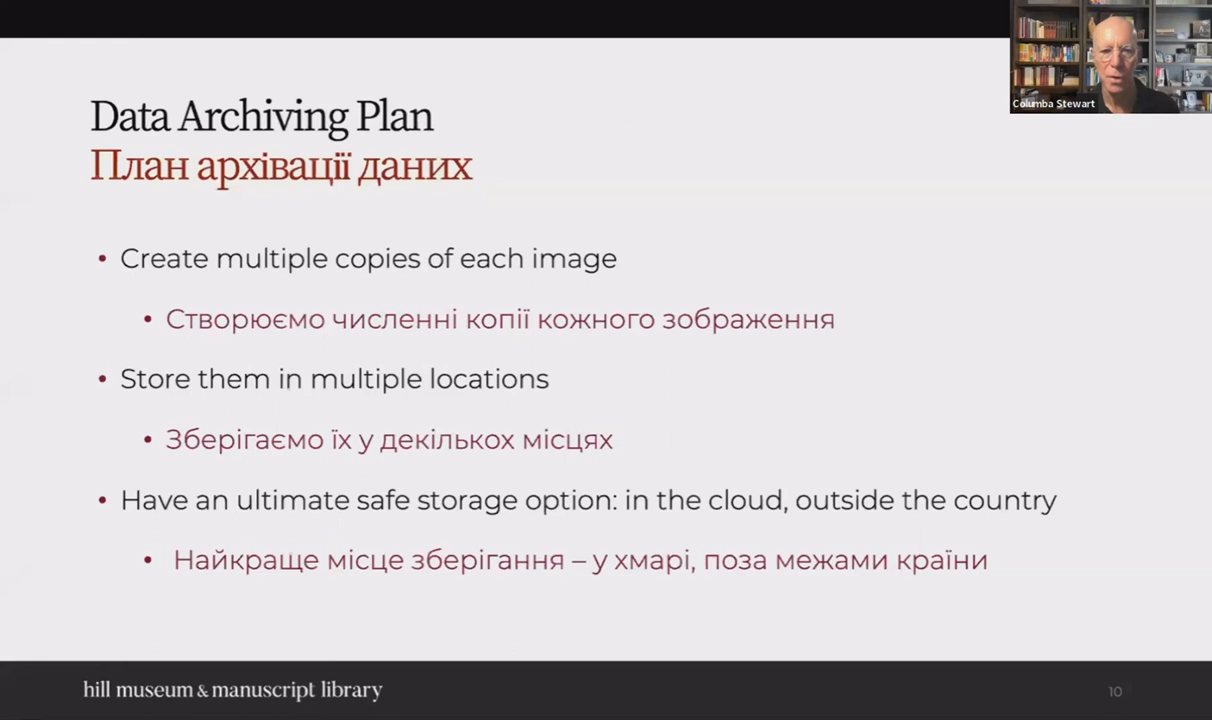 Columba Stewart
Data Archiving Plan
План архівації даних
• Create multiple copies of each image
• Створюємо численні копії кожного зображення
• Store them in multiple locations
• Зберігаємо їх у декількох місцях
• Have an ultimate safe storage option: in the cloud, outside the country
• Найкраще місце зберігання – у хмарі, поза межами країни
hill museum & manuscript library
10